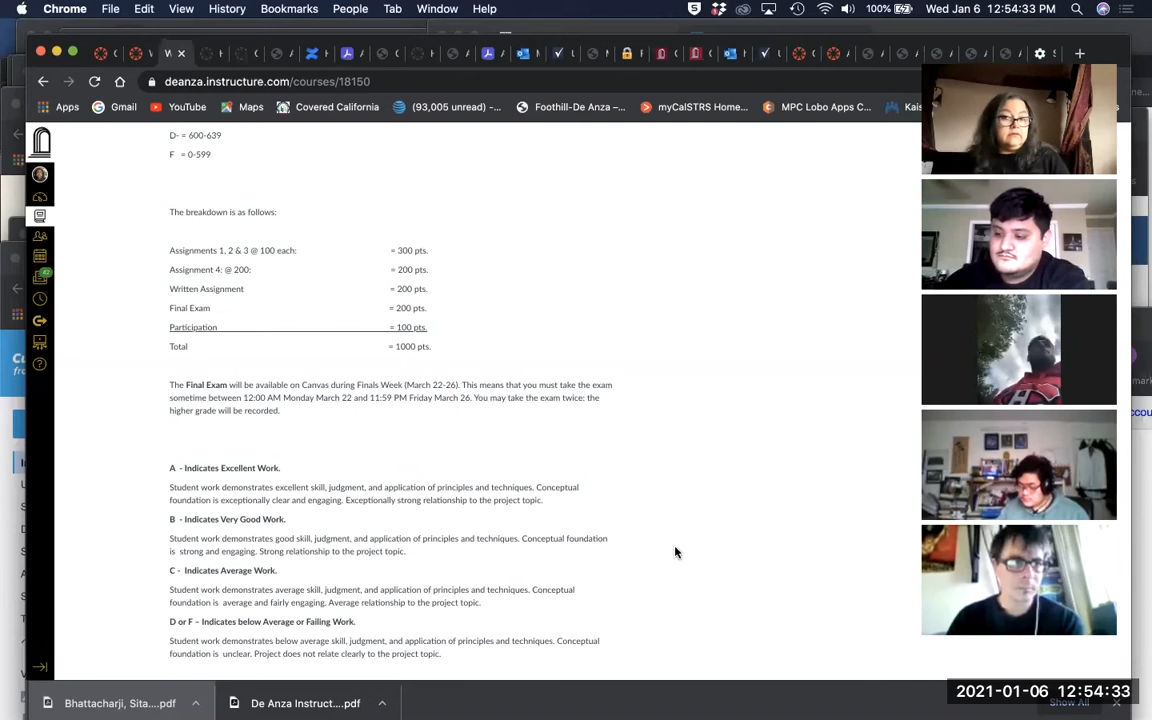 Chrome File Edit View History Bookmarks People Tab Window Help 100% Wed Jan 6 12:54:33 PM
deanza.instructure.com/courses/18150
Apps Gmail YouTube Maps Covered California (93,005 unread) -... Foothill-De Anza –... myCalSTRS Home... MPC Lobo Apps C... Kais
D- = 600-639
F = 0-599
The breakdown is as follows:
Assignments 1, 2 & 3 @ 100 each: = 300 pts.
Assignment 4: @ 200: = 200 pts.
Written Assignment = 200 pts.
Final Exam = 200 pts.
Participation = 100 pts.
Total = 1000 pts.
The Final Exam will be available on Canvas during Finals Week (March 22-26). This means that you must take the exam
sometime between 12:00 AM Monday March 22 and 11:59 PM Friday March 26. You may take the exam twice: the
higher grade will be recorded.
A - Indicates Excellent Work.
Student work demonstrates excellent skill, judgment, and application of principles and techniques. Conceptual
foundation is exceptionally clear and engaging. Exceptionally strong relationship to the project topic.
B - Indicates Very Good Work.
Student work demonstrates good skill, judgment, and application of principles and techniques. Conceptual foundation
is strong and engaging. Strong relationship to the project topic.
C - Indicates Average Work.
Student work demonstrates average skill, judgment, and application of principles and techniques. Conceptual
foundation is average and fairly engaging. Average relationship to the project topic.
D or F – Indicates below Average or Failing Work.
Student work demonstrates below average skill, judgment, and application of principles and techniques. Conceptual
foundation is unclear. Project does not relate clearly to the project topic.
Bhattacharji, Sita....pdf De Anza Instruct....pdf Show All
2021-01-06 12:54:33